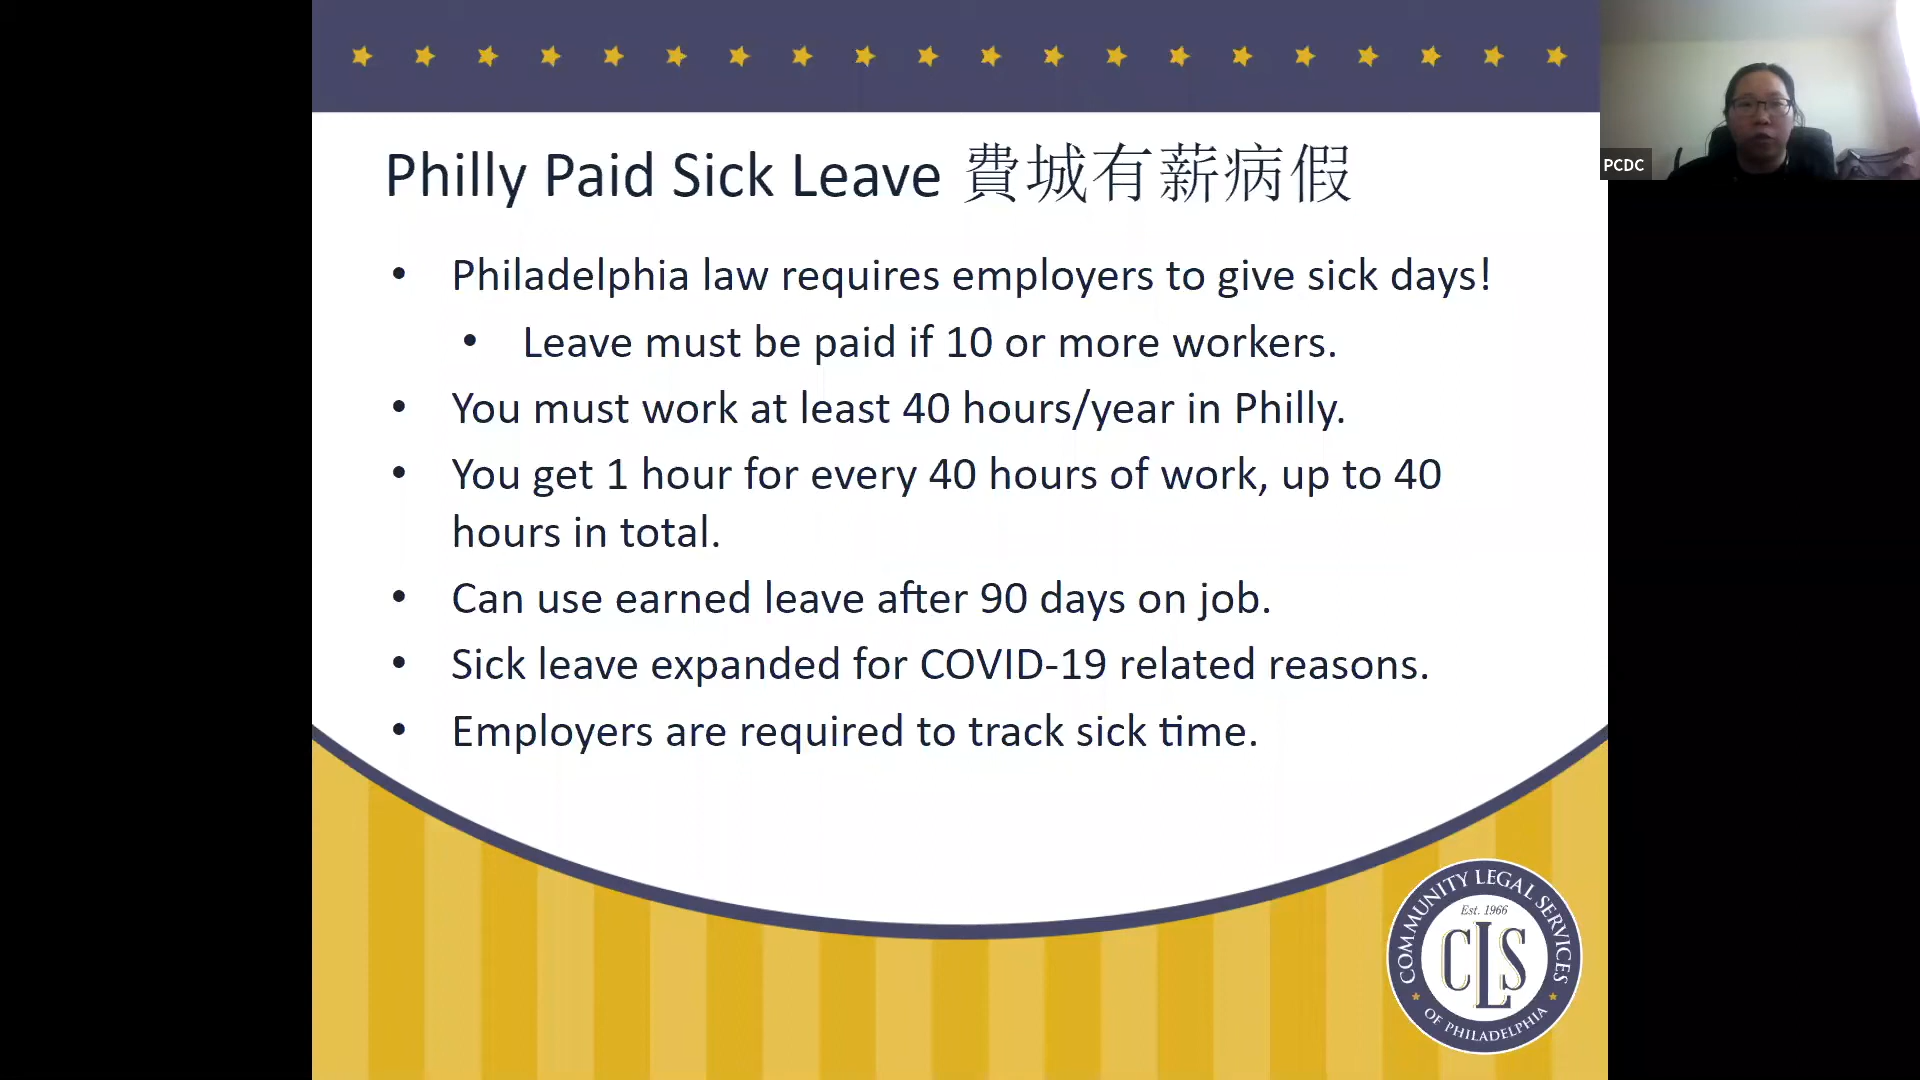 Philly Paid Sick Leave 費城有薪病假
• Philadelphia law requires employers to give sick days!
• Leave must be paid if 10 or more workers.
• You must work at least 40 hours/year in Philly.
• You get 1 hour for every 40 hours of work, up to 40
hours in total.
• Can use earned leave after 90 days on job.
• Sick leave expanded for COVID-19 related reasons.
• Employers are required to track sick time.
PCDC
COMMUNITY LEGAL SERVICES
Est. 1966
CLS
OF PHILADELPHIA